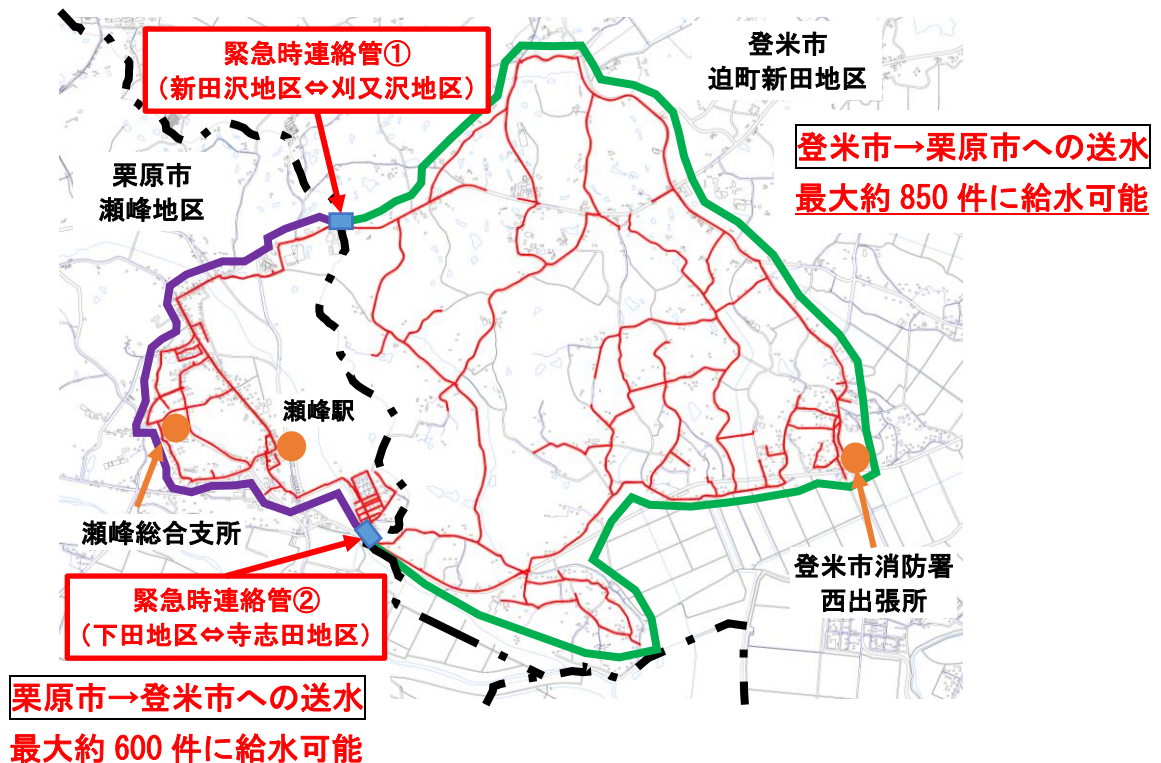 緊急時連絡管①
（新田沢地区⇔刈又沢地区）
登米市
迫町新田地区
登米市→栗原市への送水
最大約 850 件に給水可能
栗原市
瀬峰地区
瀬峰駅
瀬峰総合支所
登米市消防署
西出張所
緊急時連絡管②
（下田地区⇔寺志田地区）
栗原市→登米市への送水
最大約 600 件に給水可能